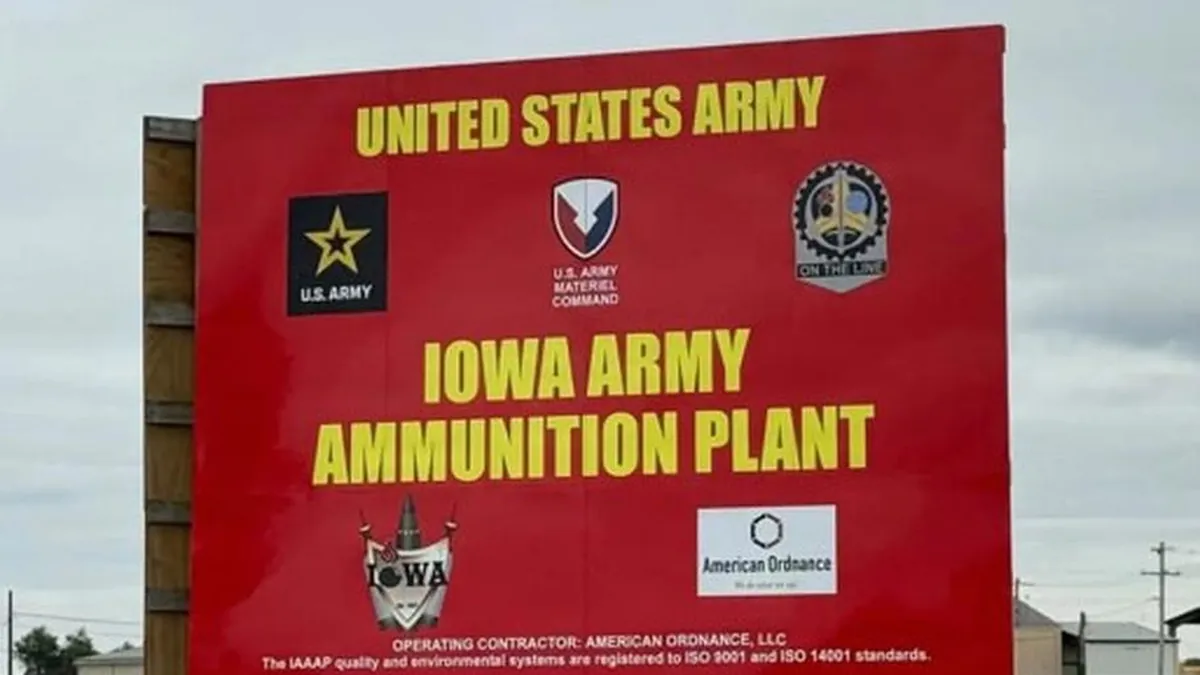 UNITED STATES ARMY
U.S. ARMY
U.S. ARMY
MATERIEL
COMMAND
ON THE LINE
IOWA ARMY
AMMUNITION PLANT
IOWA
American Ordnance
OPERATING CONTRACTOR: AMERICAN ORDNANCE, LLC
The IAAAP quality and environmental systems are registered to ISO 9001 and ISO 14001 standards.